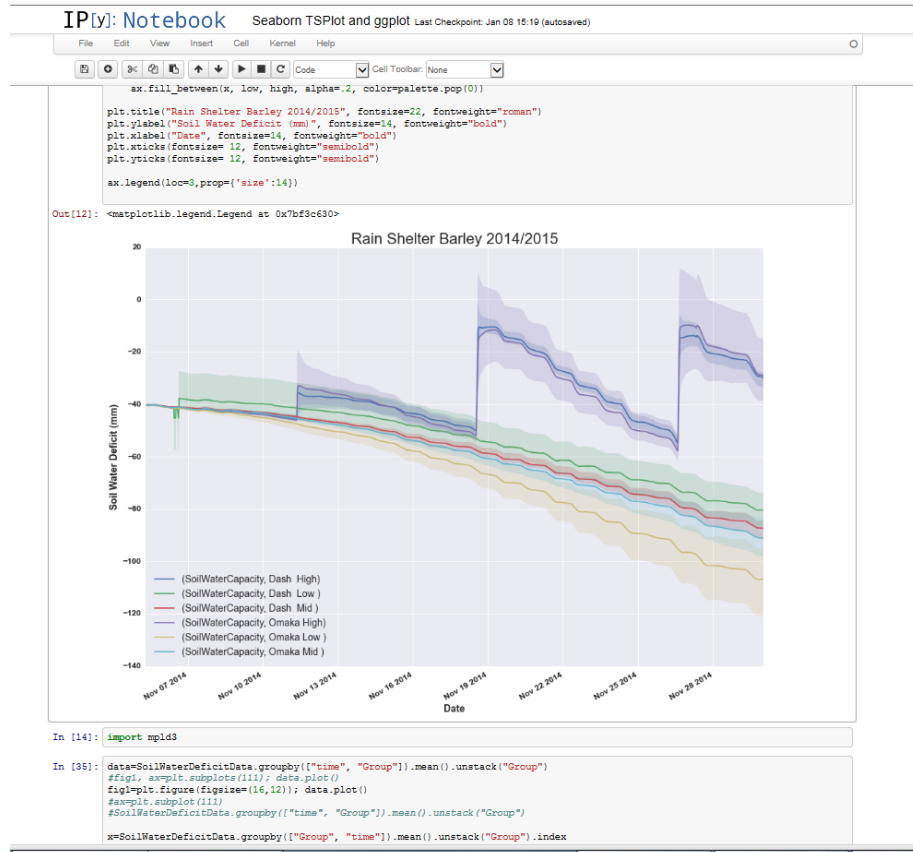 IP[y]: Notebook Seaborn TSPlot and ggplot Last Checkpoint: Jan 08 15:19 (autosaved)
File Edit View Insert Cell Kernel Help
Code Cell Toolbar: None
ax.fill_between(x, low, high, alpha=.2, color=palette.pop(0))
plt.title("Rain Shelter Barley 2014/2015", fontsize=22, fontweight="roman")
plt.ylabel("Soil Water Deficit (mm)", fontsize=14, fontweight="bold")
plt.xlabel("Date", fontsize=14, fontweight="bold")
plt.xticks(fontsize= 12, fontweight="semibold")
plt.yticks(fontsize= 12, fontweight="semibold")
ax.legend(loc=3,prop={'size':14})
Out[12]: <matplotlib.legend.Legend at 0x7bf3c630>
Rain Shelter Barley 2014/2015
20
0
−20
−40
−60
−80
−100
−120
−140
Soil Water Deficit (mm)
(SoilWaterCapacity, Dash High)
(SoilWaterCapacity, Dash Low )
(SoilWaterCapacity, Dash Mid )
(SoilWaterCapacity, Omaka High)
(SoilWaterCapacity, Omaka Low )
(SoilWaterCapacity, Omaka Mid )
Nov 07 2014 Nov 10 2014 Nov 13 2014 Nov 16 2014 Nov 19 2014 Nov 22 2014 Nov 25 2014 Nov 28 2014
Date
In [14]: import mpld3
In [35]: data=SoilWaterDeficitData.groupby(["time", "Group"]).mean().unstack("Group")
#fig1, ax=plt.subplots(111); data.plot()
fig1=plt.figure(figsize=(16,12)); data.plot()
#ax=plt.subplot(111)
#SoilWaterDeficitData.groupby(["time", "Group"]).mean().unstack("Group")
x=SoilWaterDeficitData.groupby(["Group", "time"]).mean().unstack("Group").index